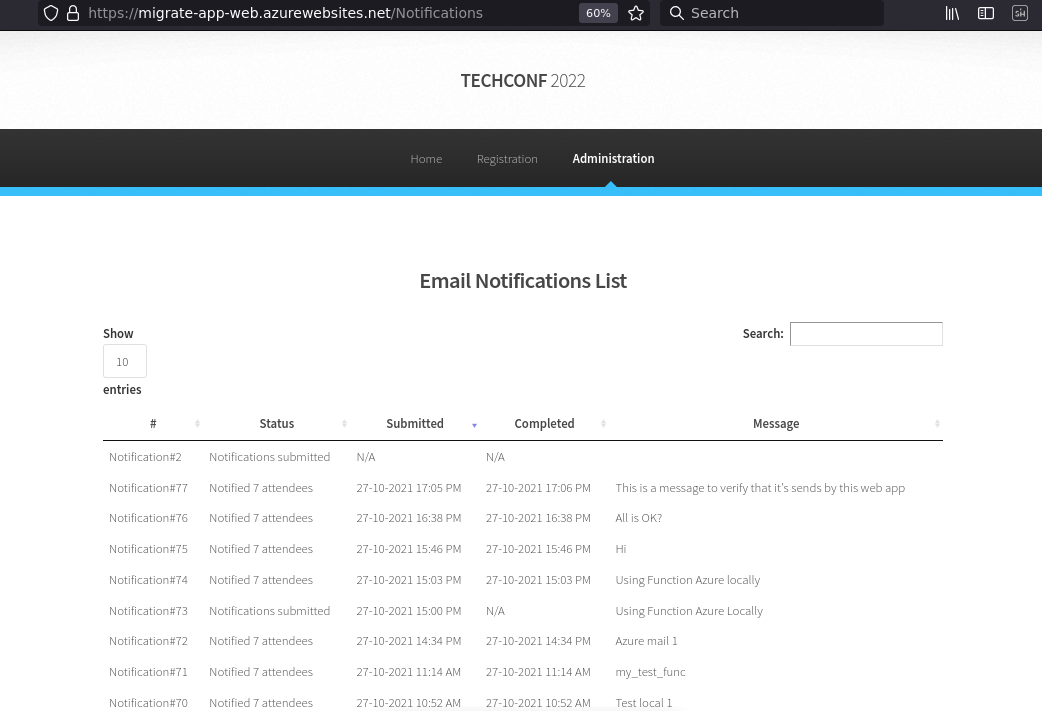 https://migrate-app-web.azurewebsites.net/Notifications 60% Search
TECHCONF 2022
Home Registration Administration
Email Notifications List
Show
10
entries
Search:
# Status Submitted Completed Message
Notification#2 Notifications submitted N/A N/A
Notification#77 Notified 7 attendees 27-10-2021 17:05 PM 27-10-2021 17:06 PM This is a message to verify that it's sends by this web app
Notification#76 Notified 7 attendees 27-10-2021 16:38 PM 27-10-2021 16:38 PM All is OK?
Notification#75 Notified 7 attendees 27-10-2021 15:46 PM 27-10-2021 15:46 PM Hi
Notification#74 Notified 7 attendees 27-10-2021 15:03 PM 27-10-2021 15:03 PM Using Function Azure locally
Notification#73 Notifications submitted 27-10-2021 15:00 PM N/A Using Function Azure Locally
Notification#72 Notified 7 attendees 27-10-2021 14:34 PM 27-10-2021 14:34 PM Azure mail 1
Notification#71 Notified 7 attendees 27-10-2021 11:14 AM 27-10-2021 11:14 AM my_test_func
Notification#70 Notified 7 attendees 27-10-2021 10:52 AM 27-10-2021 10:52 AM Test local 1